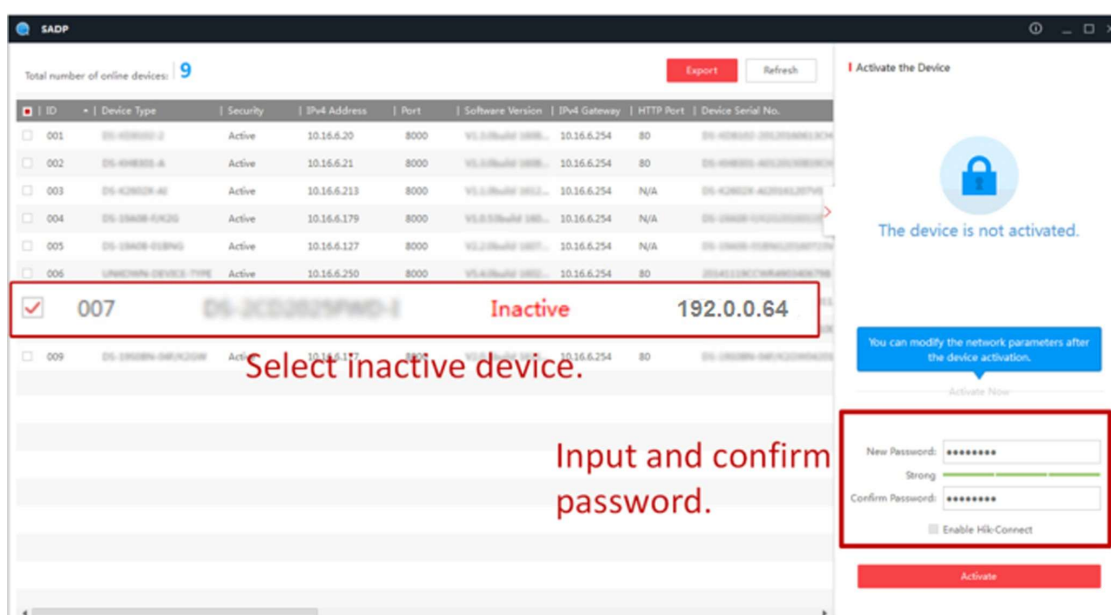 SADP
Total number of online devices: 9
Export
Refresh
Activate the Device
ID | Device Type | Security | IPv4 Address | Port | Software Version | IPv4 Gateway | HTTP Port | Device Serial No.
001 Active 10.16.6.20 8000 10.16.6.254 80
002 Active 10.16.6.21 8000 10.16.6.254 80
003 Active 10.16.6.213 8000 10.16.6.254 N/A
004 Active 10.16.6.179 8000 10.16.6.254 N/A
005 Active 10.16.6.127 8000 10.16.6.254 N/A
006 UNKNOWN-DEVICE-TYPE Active 10.16.6.250 8000 10.16.6.254 80
007 Inactive 192.0.0.64
009 10.16.6.254 80
Select inactive device.
The device is not activated.
You can modify the network parameters after
the device activation.
Activate Now
Input and confirm
password.
New Password: ••••••••
Strong
Confirm Password: ••••••••
Enable Hik-Connect
Activate